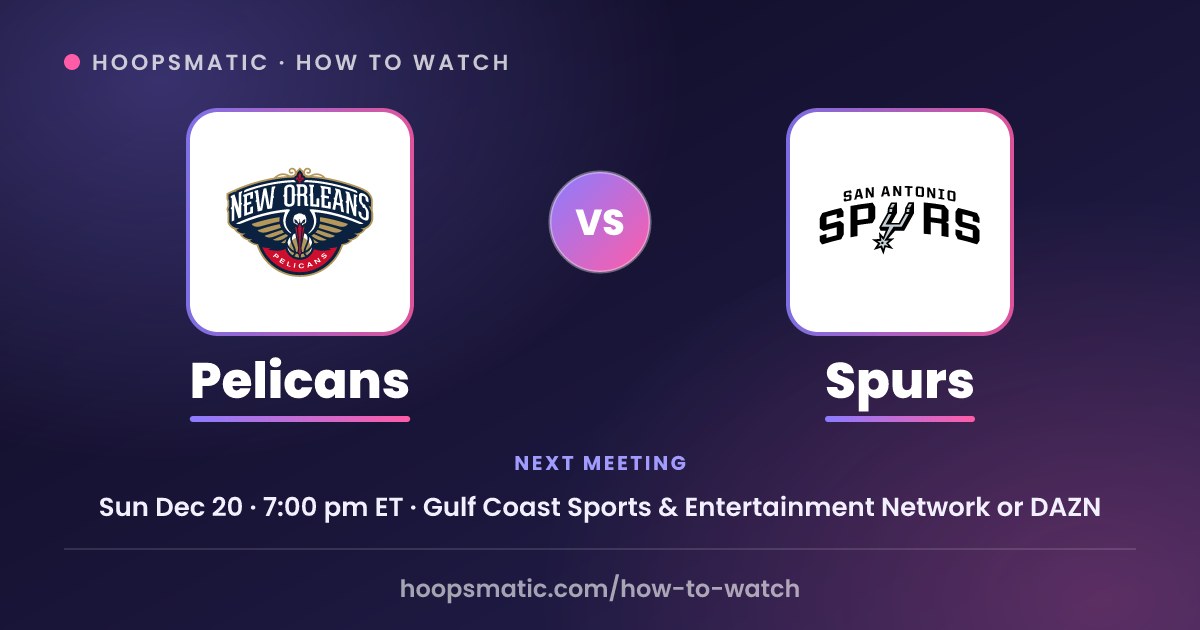 HOOPSMATIC · HOW TO WATCH
NEW ORLEANS
PELICANS
VS
SAN ANTONIO
SPURS
Pelicans
Spurs
NEXT MEETING
Sun Dec 20 · 7:00 pm ET · Gulf Coast Sports & Entertainment Network or DAZN
hoopsmatic.com/how-to-watch